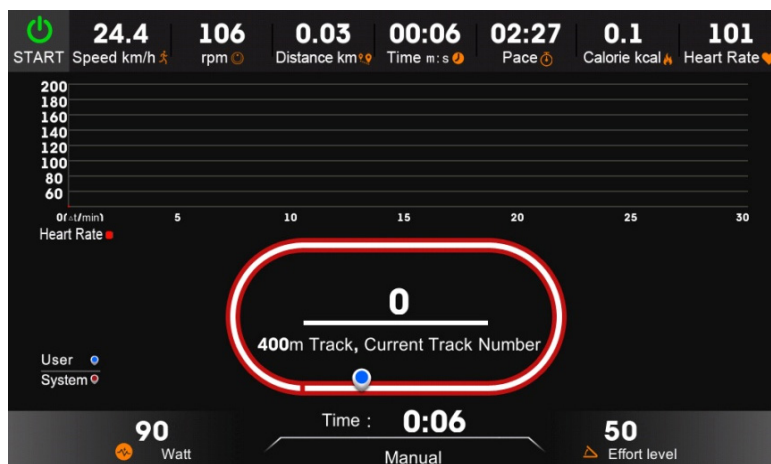 24.4 106 0.03 00:06 02:27 0.1 101
START Speed km/h rpm Distance km Time m:s Pace Calorie kcal Heart Rate
200
180
160
140
120
100
80
60
0(△t/min) 5 10 15 20 25 30
Heart Rate
0
400m Track, Current Track Number
User
System
90 Time : 0:06 50
Watt Manual Effort level